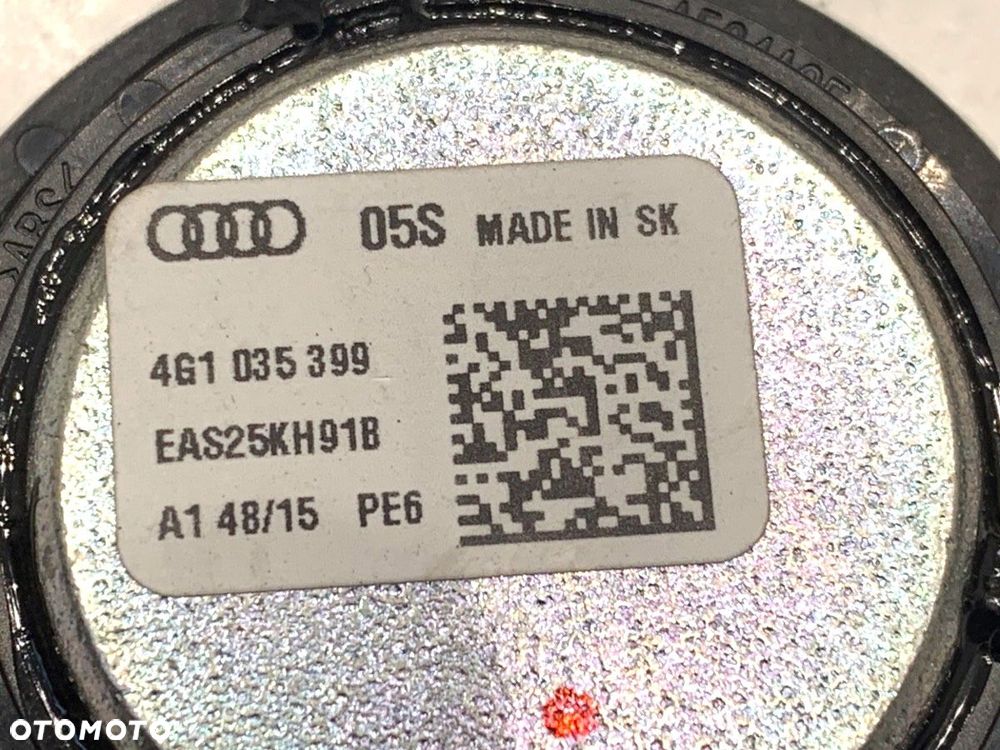 05S MADE IN SK
4G1 035 399
EAS25KH91B
A1 48/15 PE6
OTOMOTO